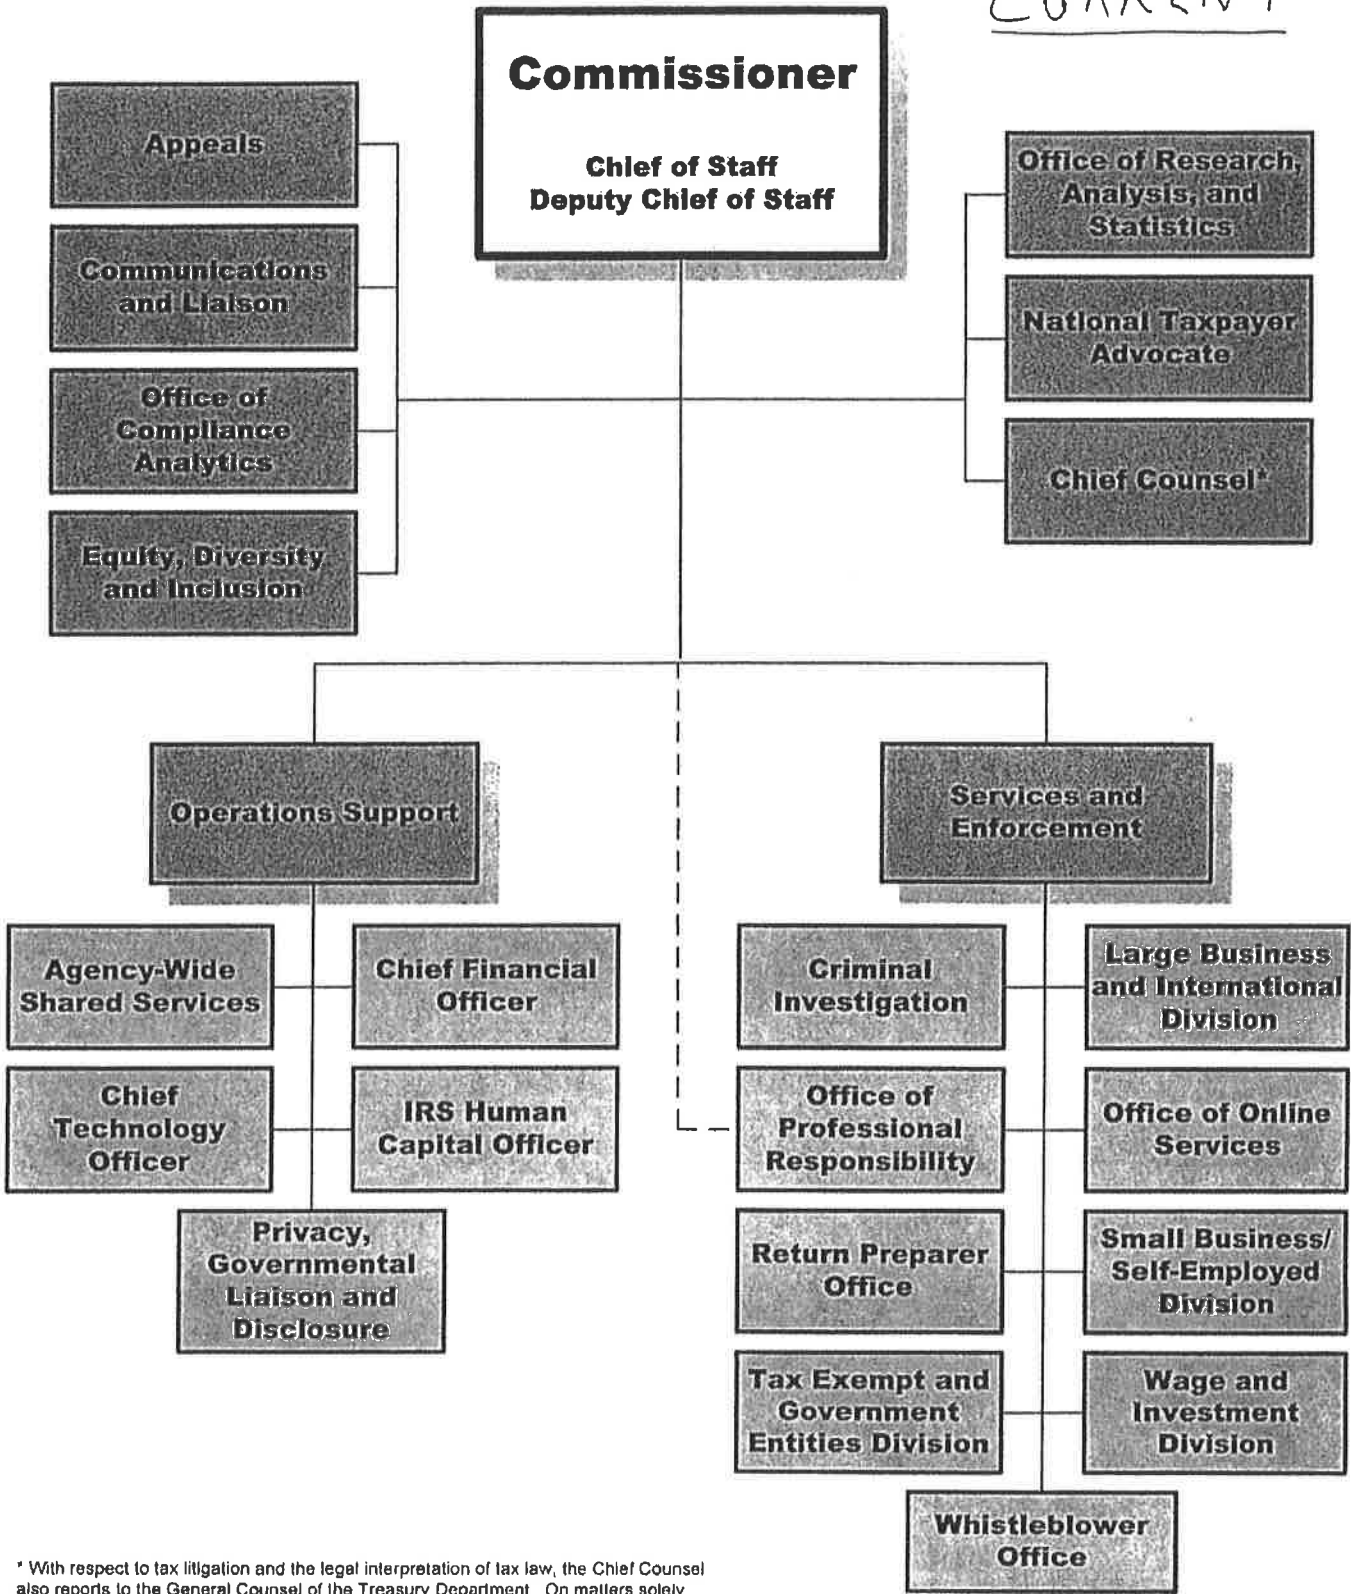 CURRENT
Commissioner
Chief of Staff
Deputy Chief of Staff
Appeals
Communications
and Liaison
Office of
Compliance
Analytics
Equity, Diversity
and Inclusion
Office of Research,
Analysis, and
Statistics
National Taxpayer
Advocate
Chief Counsel*
Operations Support
Agency-Wide
Shared Services
Chief Financial
Officer
Chief
Technology
Officer
IRS Human
Capital Officer
Privacy,
Governmental
Liaison and
Disclosure
Services and
Enforcement
Criminal
Investigation
Large Business
and International
Division
Office of
Professional
Responsibility
Office of Online
Services
Return Preparer
Office
Small Business/
Self-Employed
Division
Tax Exempt and
Government
Entities Division
Wage and
Investment
Division
Whistleblower
Office
* With respect to tax litigation and the legal interpretation of tax law, the Chief Counsel
also reports to the General Counsel of the Treasury Department. On matters solely